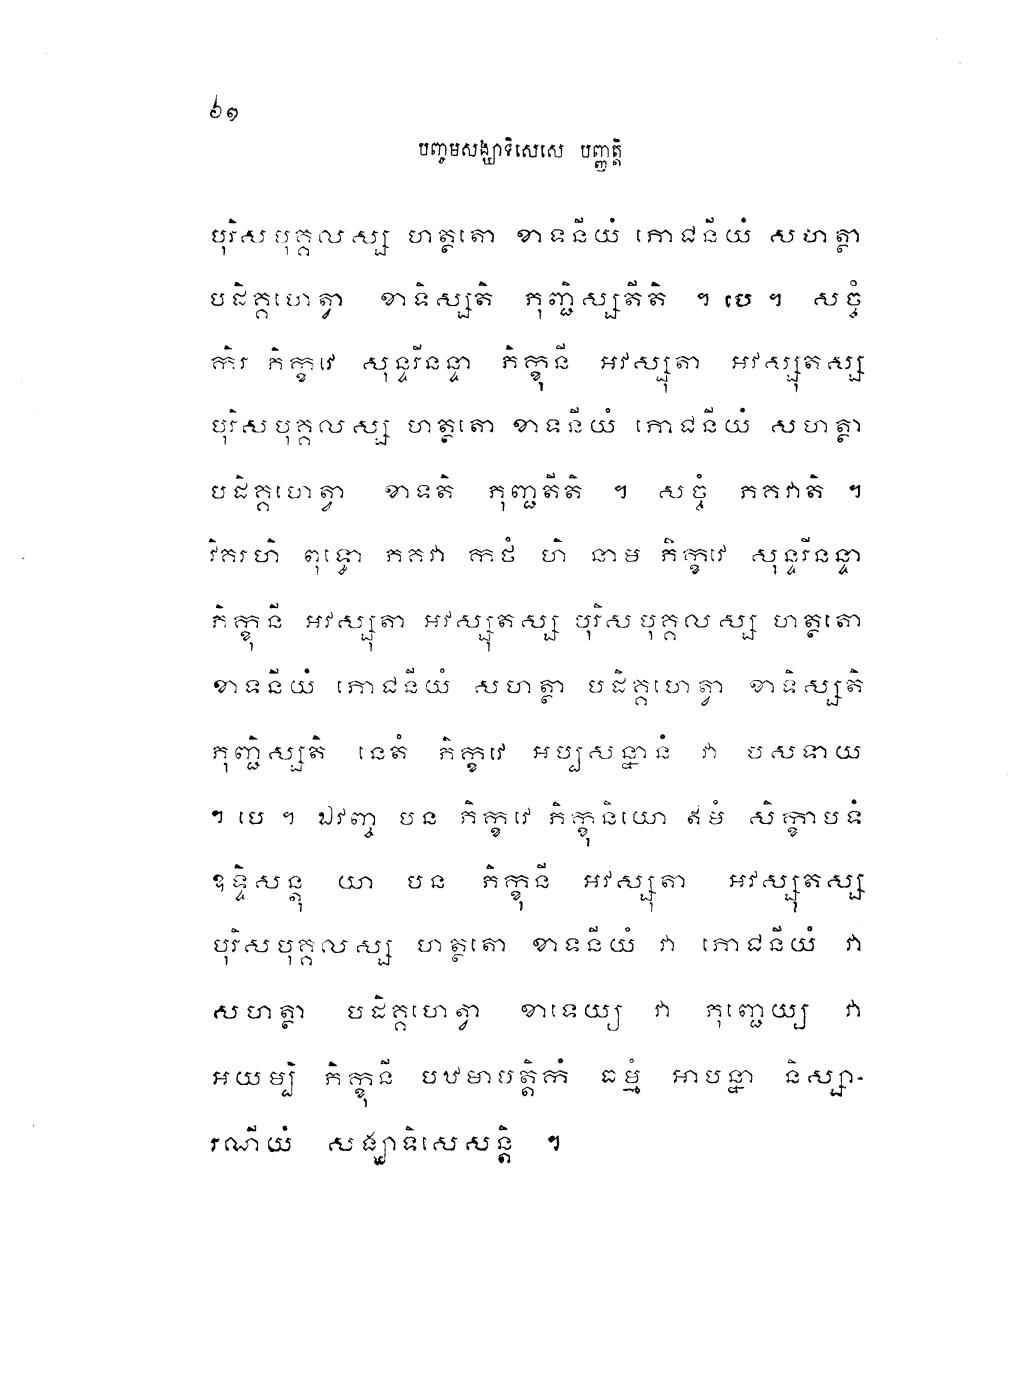 ៦១
បញ្ចមសង្ឃាទិសេសេ បញ្ញត្តិ
បុរិសបុគ្គលស្ស ហត្ថតោ ខាទនីយំ ភោជនីយំ សហត្ថា
បដិគ្គហេត្វា ខាទិស្សតិ ភុញ្ជិស្សតីតិ ។ បេ ។ សច្ចំ
កិរ ភិក្ខវេ សុន្ទរីនន្ទា ភិក្ខុនី អវស្សុតា អវស្សុតស្ស
បុរិសបុគ្គលស្ស ហត្ថតោ ខាទនីយំ ភោជនីយំ សហត្ថា
បដិគ្គហេត្វា ខាទតិ ភុញ្ជតីតិ ។ សច្ចំ ភគវាតិ ។
វិគរហិ ពុទ្ធោ ភគវា កថំ ហិ នាម ភិក្ខវេ សុន្ទរីនន្ទា
ភិក្ខុនី អវស្សុតា អវស្សុតស្ស បុរិសបុគ្គលស្ស ហត្ថតោ
ខាទនីយំ ភោជនីយំ សហត្ថា បដិគ្គហេត្វា ខាទិស្សតិ
ភុញ្ជិស្សតិ នេតំ ភិក្ខវេ អប្បសន្នានំ វា បសទាយ
។ បេ ។ ឯវញ្ច បន ភិក្ខវេ ភិក្ខុនិយោ ឥមំ សិក្ខាបទំ
ឧទ្ទិសន្តុ យា បន ភិក្ខុនី អវស្សុតា អវស្សុតស្ស
បុរិសបុគ្គលស្ស ហត្ថតោ ខាទនីយំ វា ភោជនីយំ វា
សហត្ថា បដិគ្គហេត្វា ខាទេយ្យ វា ភុញ្ជេយ្យ វា
អយម្បិ ភិក្ខុនី បឋមាបត្តិកំ ធម្មំ អាបន្នា និស្សា-
រណីយំ សង្ឃាទិសេសន្តិ ។